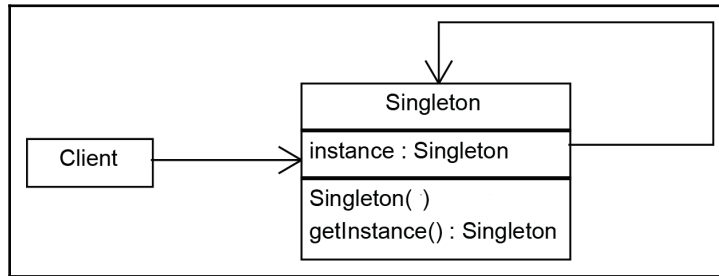 Singleton
Client
instance : Singleton
Singleton( )
getInstance() : Singleton